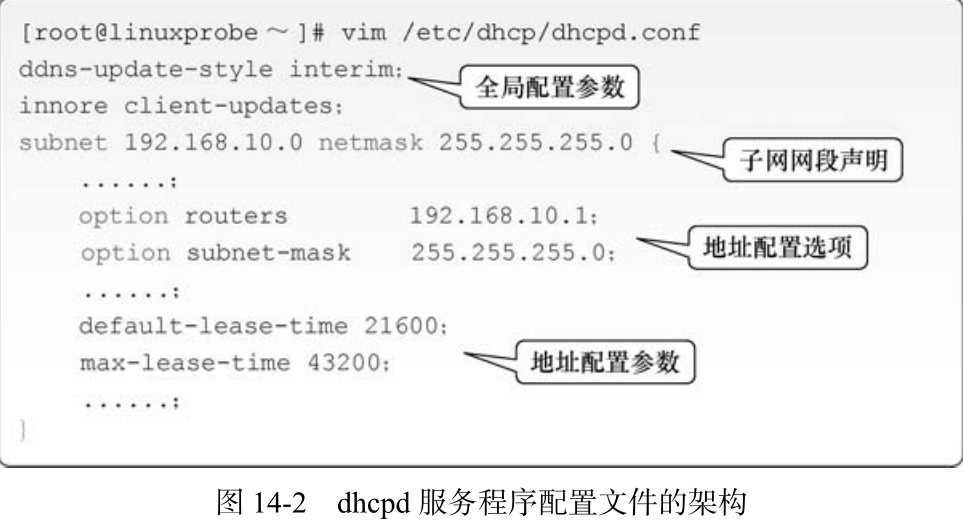 [root@linuxprobe ~ ]# vim /etc/dhcp/dhcpd.conf
ddns-update-style interim;
全局配置参数
innore client-updates;
subnet 192.168.10.0 netmask 255.255.255.0 {
子网网段声明
......;
option routers 192.168.10.1;
option subnet-mask 255.255.255.0;
地址配置选项
......;
default-lease-time 21600;
max-lease-time 43200;
地址配置参数
......;
}
图 14-2 dhcpd 服务程序配置文件的架构